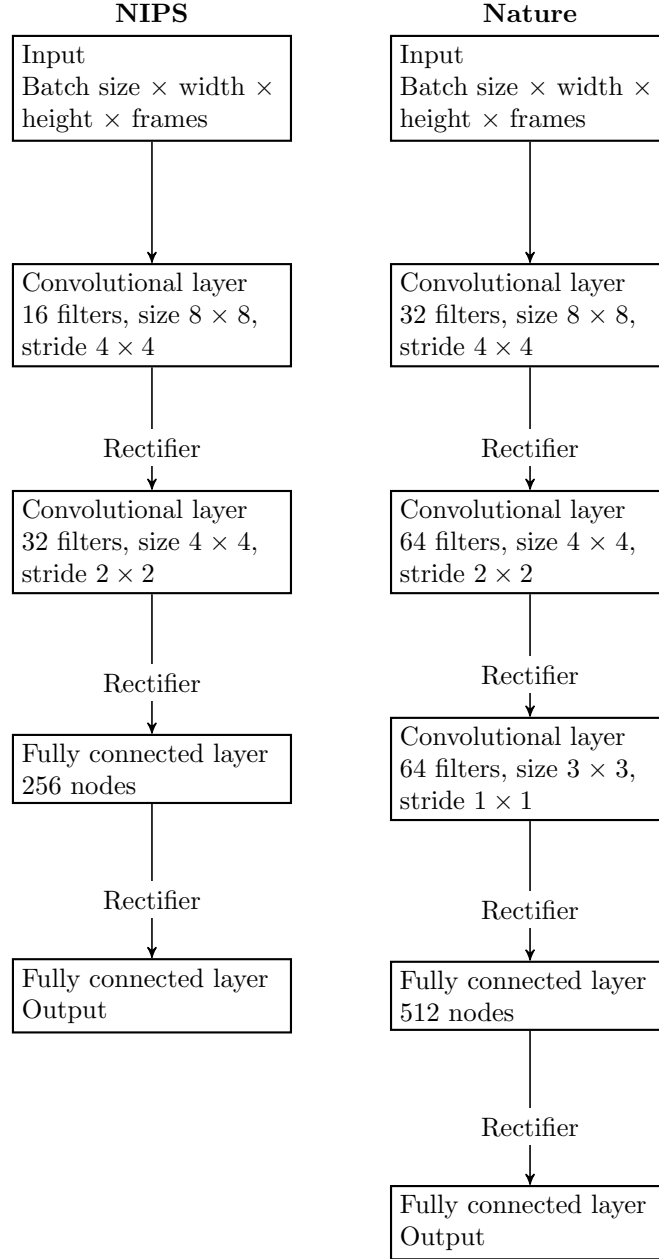 NIPS
Input
Batch size × width ×
height × frames
Convolutional layer
16 filters, size 8 × 8,
stride 4 × 4
Rectifier
Convolutional layer
32 filters, size 4 × 4,
stride 2 × 2
Rectifier
Fully connected layer
256 nodes
Rectifier
Fully connected layer
Output
Nature
Input
Batch size × width ×
height × frames
Convolutional layer
32 filters, size 8 × 8,
stride 4 × 4
Rectifier
Convolutional layer
64 filters, size 4 × 4,
stride 2 × 2
Rectifier
Convolutional layer
64 filters, size 3 × 3,
stride 1 × 1
Rectifier
Fully connected layer
512 nodes
Rectifier
Fully connected layer
Output